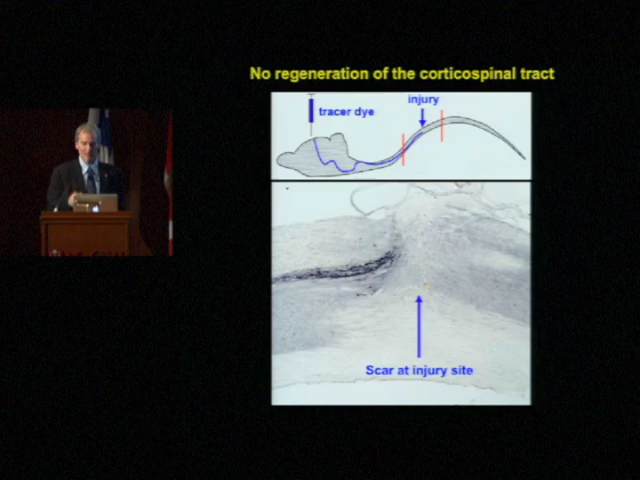 No regeneration of the corticospinal tract
injury
tracer dye
Scar at injury site